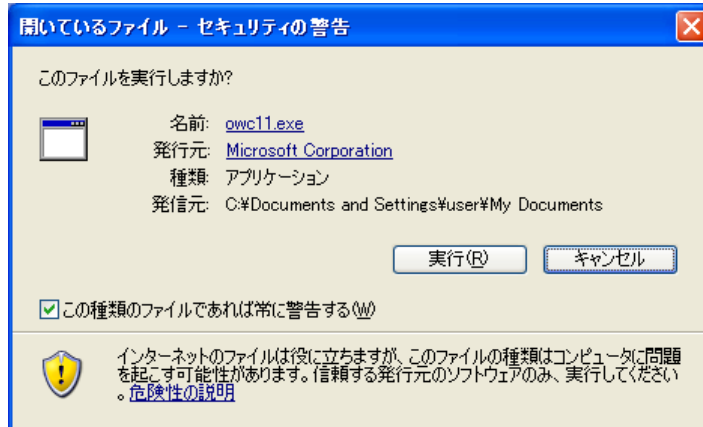 開いているファイル - セキュリティの警告
このファイルを実行しますか?
名前: owc11.exe
発行元: Microsoft Corporation
種類: アプリケーション
発信元: C:¥Documents and Settings¥user¥My Documents
実行(R) キャンセル
この種類のファイルであれば常に警告する(W)
インターネットのファイルは役に立ちますが、このファイルの種類はコンピュータに問題
を起こす可能性があります。信頼する発行元のソフトウェアのみ、実行してください
。危険性の説明